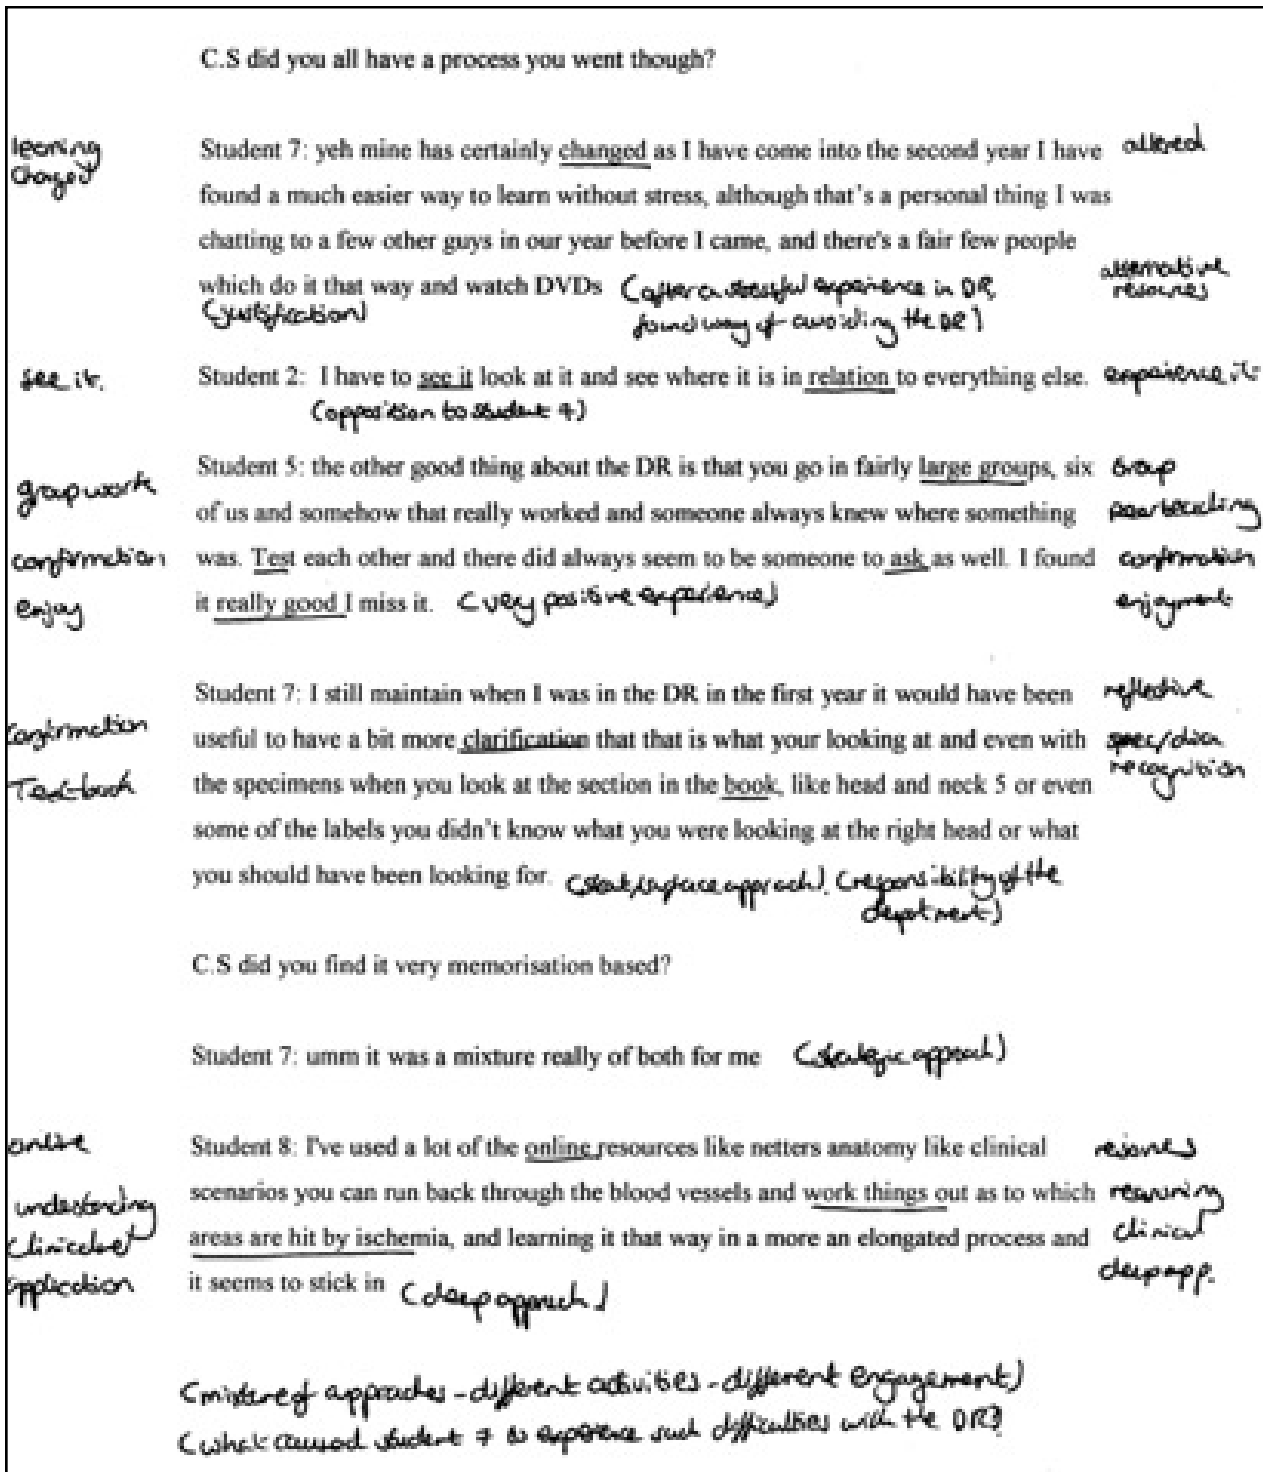 C.S did you all have a process you went though?
learning
changed
Student 7: yeh mine has certainly changed as I have come into the second year I have
altered
found a much easier way to learn without stress, although that's a personal thing I was
chatting to a few other guys in our year before I came, and there's a fair few people
which do it that way and watch DVDs
(after a stressful experience in DR,
found way of avoiding the DR)
(justification)
alternative
resources
see it.
Student 2: I have to see it look at it and see where it is in relation to everything else.
experience it
(opposition to student 7)
group work
Student 5: the other good thing about the DR is that you go in fairly large groups, six
Group
of us and somehow that really worked and someone always knew where something
peer teaching
confirmation
was. Test each other and there did always seem to be someone to ask as well. I found
confirmation
enjoy
it really good I miss it. (very positive experience)
enjoyment
Student 7: I still maintain when I was in the DR in the first year it would have been
reflective
confirmation
useful to have a bit more clarification that that is what your looking at and even with
recognition
Text book
the specimens when you look at the section in the book, like head and neck 5 or even
some of the labels you didn't know what you were looking at the right head or what
you should have been looking for.
(responsibility of the
department)
C.S did you find it very memorisation based?
Student 7: umm it was a mixture really of both for me (strategic approach)
online
Student 8: I've used a lot of the online resources like netters anatomy like clinical
resources
understanding
scenarios you can run back through the blood vessels and work things out as to which
reasoning
areas are hit by ischemia, and learning it that way in a more an elongated process and
clinical
application
it seems to stick in (deep approach)
deep app.
(mixture of approaches - different activities - different engagement)
(what caused student 7 to experience such difficulties with the DR?